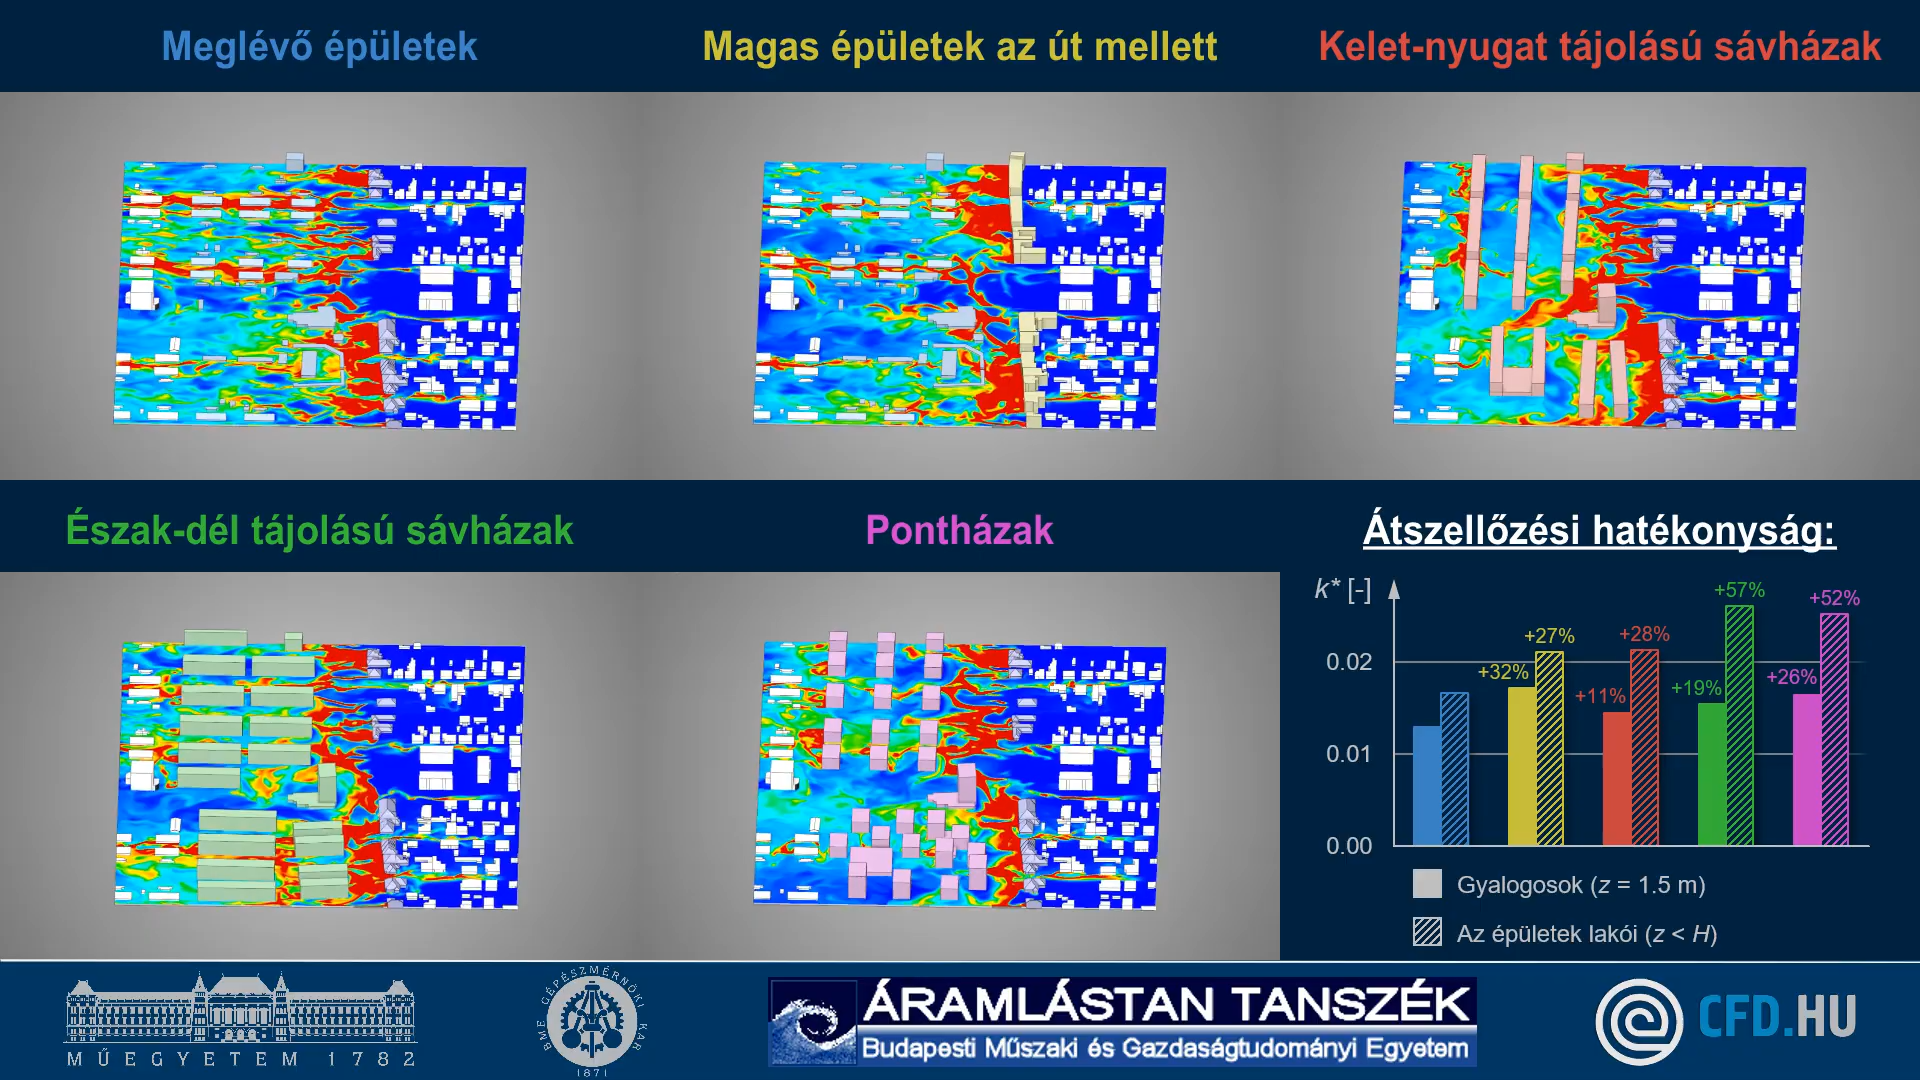 Meglévő épületek
Magas épületek az út mellett
Kelet-nyugat tájolású sávházak
Észak-dél tájolású sávházak
Pontházak
Átszellőzési hatékonyság:
k* [-]
0.02
0.01
0.00
+32%
+27%
+11%
+28%
+19%
+57%
+26%
+52%
Gyalogosok (z = 1.5 m)
Az épületek lakói (z < H)
MŰEGYETEM 1782
BME GÉPÉSZMÉRNÖKI KAR
1871
ÁRAMLÁSTAN TANSZÉK
Budapesti Műszaki és Gazdaságtudományi Egyetem
CFD.HU